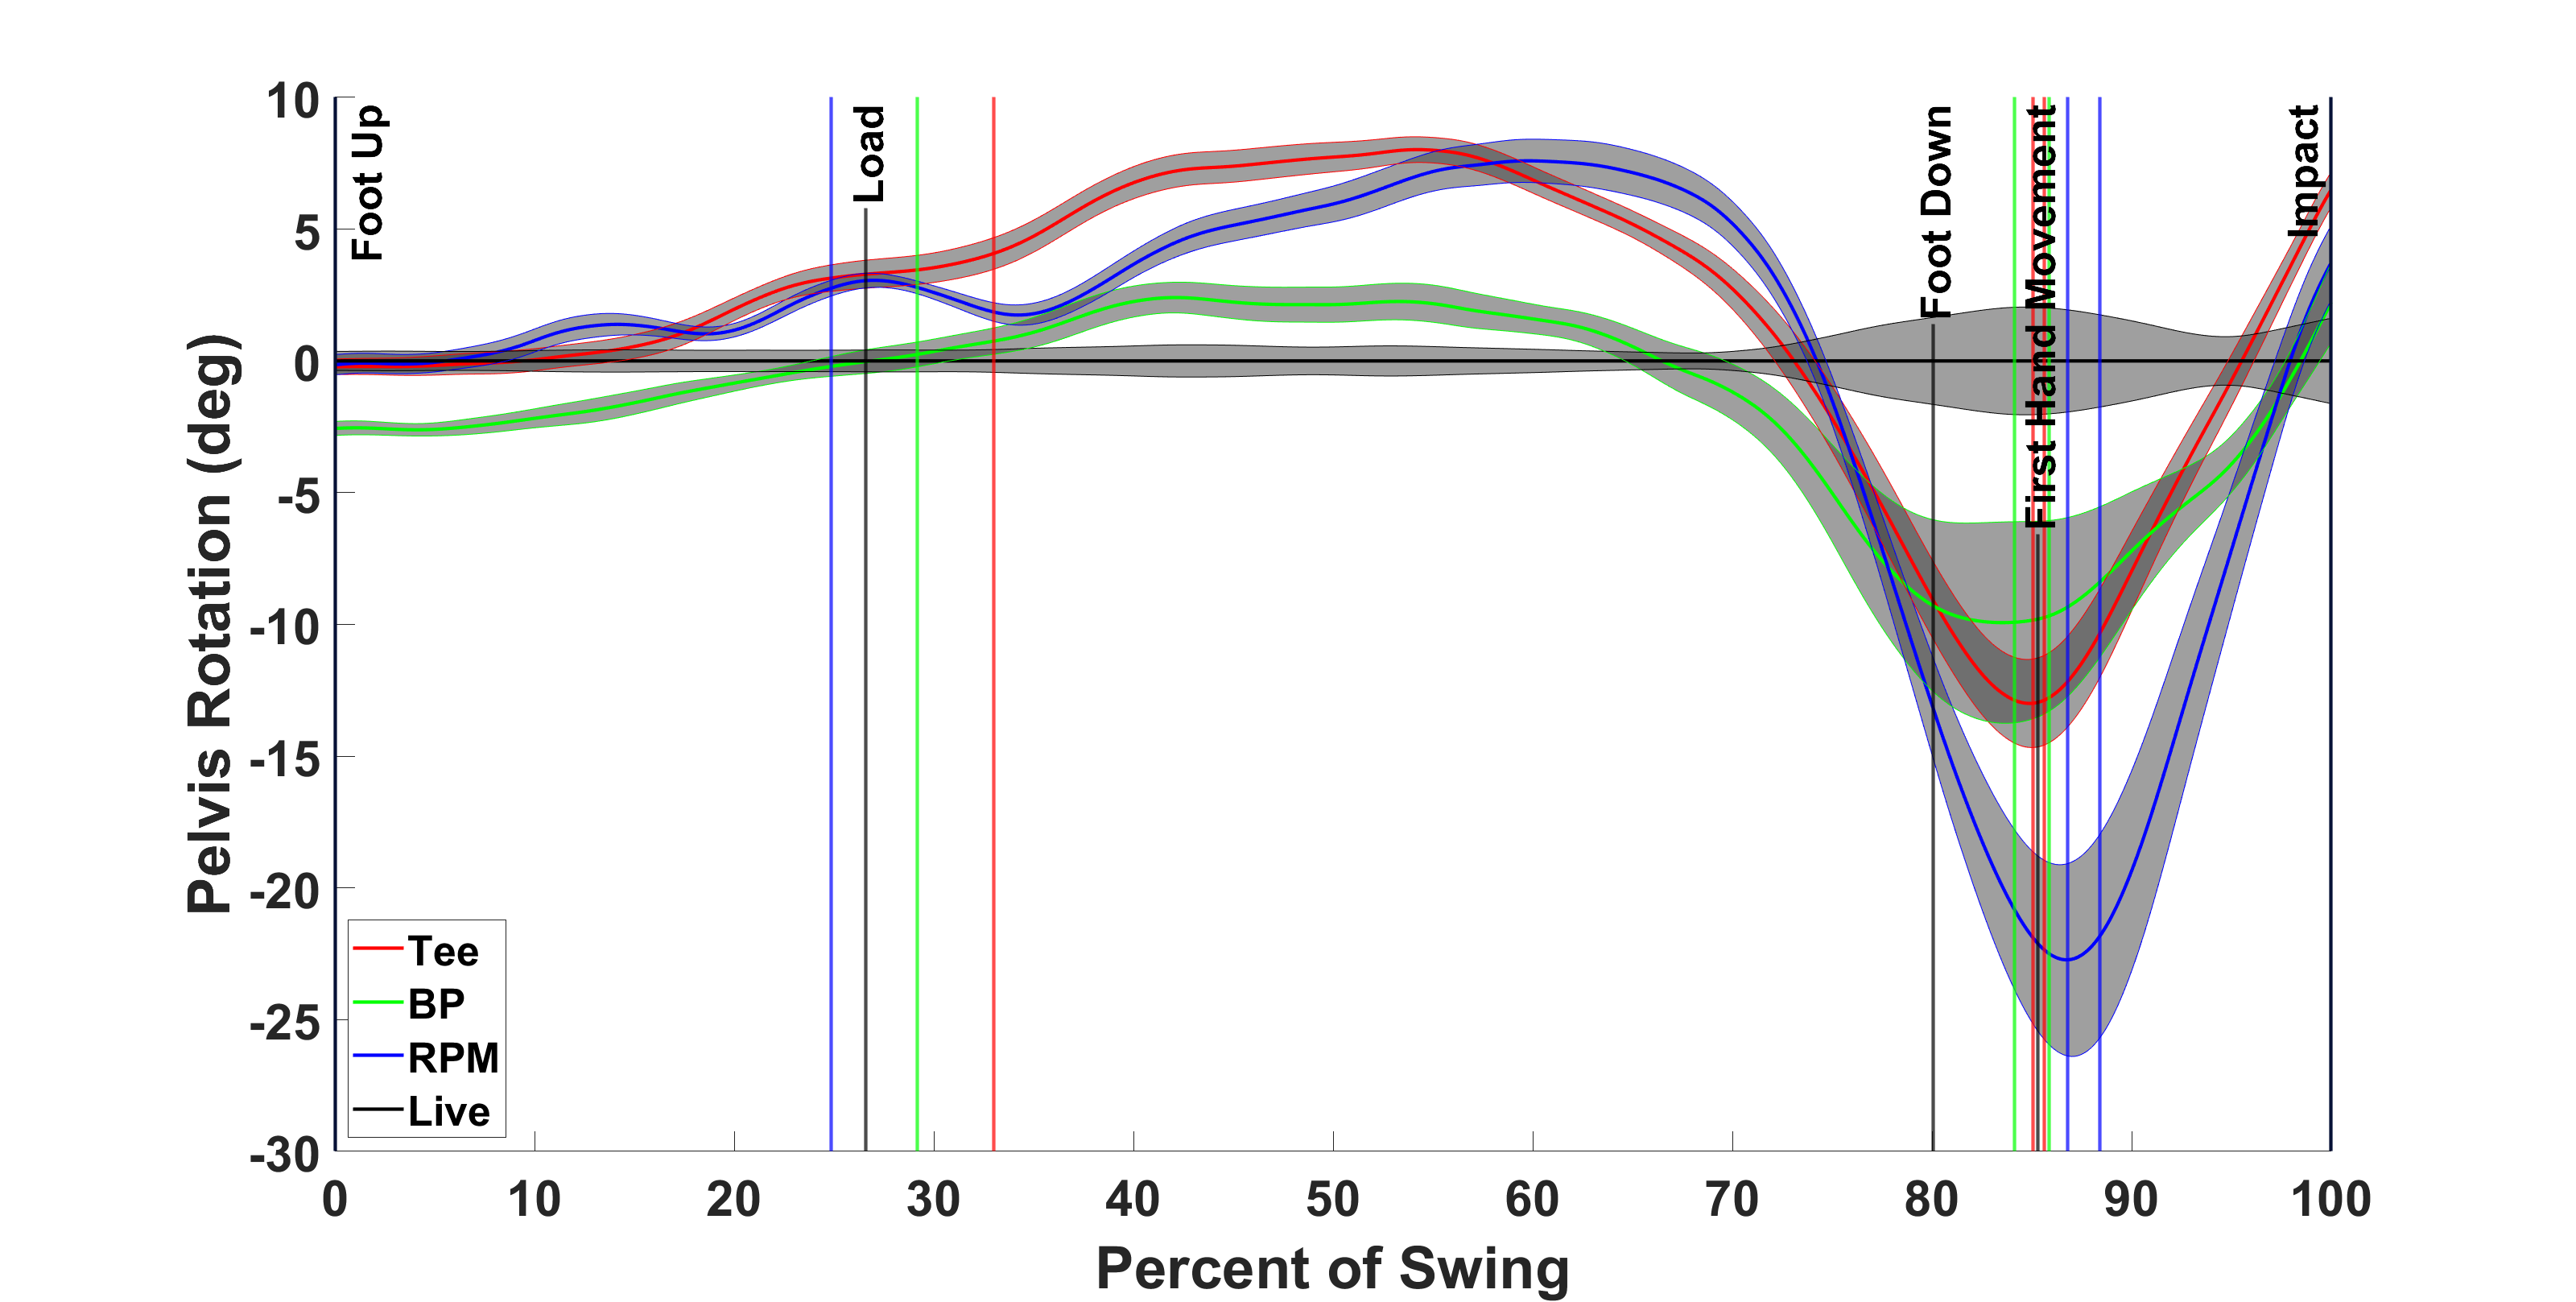 10
5
0
-5
-10
-15
-20
-25
-30
Pelvis Rotation (deg)
Foot Up
Load
Foot Down
First Hand Movement
Impact
Tee
BP
RPM
Live
0 10 20 30 40 50 60 70 80 90 100
Percent of Swing